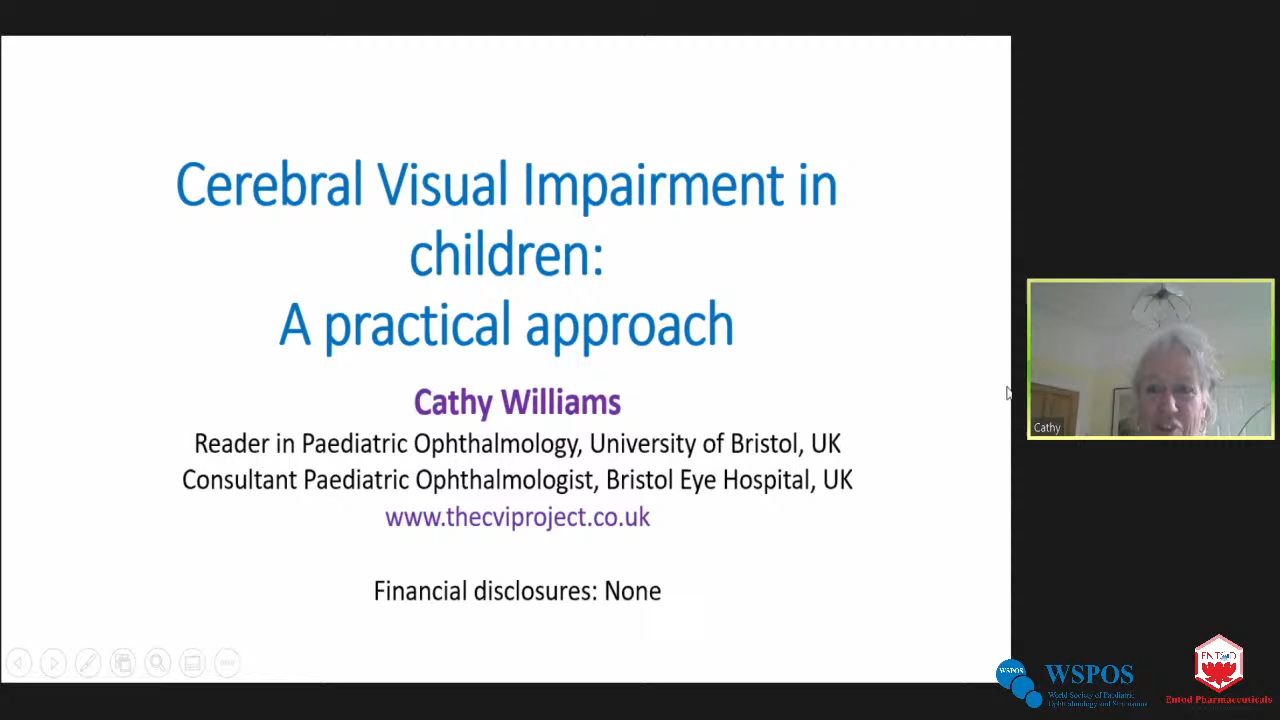 Cerebral Visual Impairment in
children:
A practical approach
Cathy Williams
Reader in Paediatric Ophthalmology, University of Bristol, UK
Consultant Paediatric Ophthalmologist, Bristol Eye Hospital, UK
www.thecviproject.co.uk
Financial disclosures: None
Cathy
WSPOS
WSPOS
World Society of Paediatric
Ophthalmology and Strabismus
ENTOD
Entod Pharmaceuticals